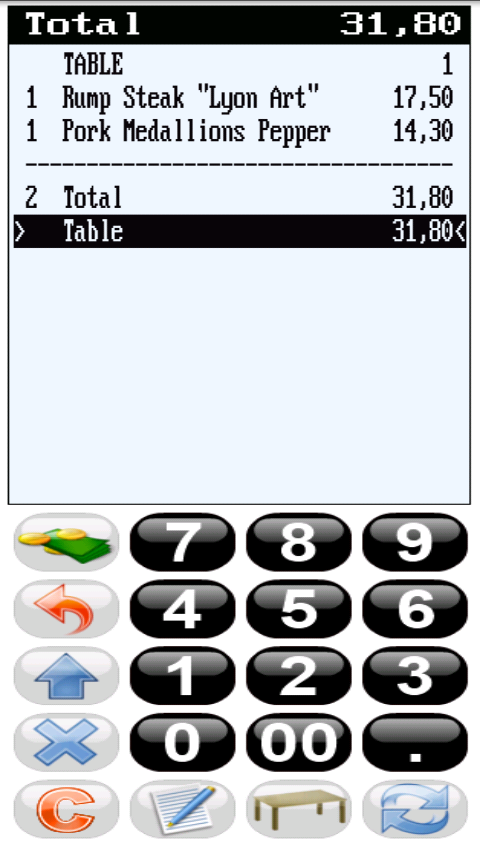 Total 31,80
TABLE 1
1 Rump Steak "Lyon Art" 17,50
1 Pork Medallions Pepper 14,30
------------------------------------
2 Total 31,80
> Table 31,80<
7 8 9
4 5 6
1 2 3
0 00 .
C